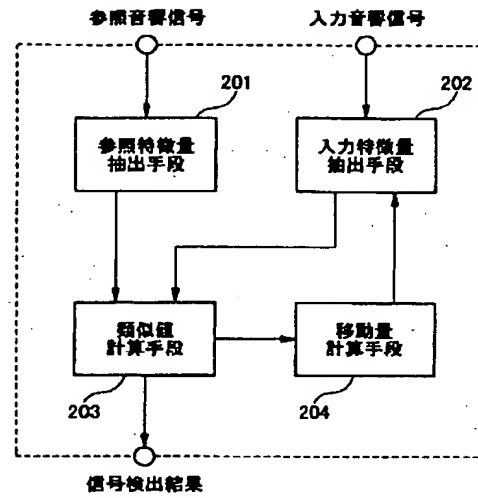 参照音響信号
入力音響信号
201
202
参照特徴量
抽出手段
入力特徴量
抽出手段
類似値
計算手段
移動量
計算手段
203
204
信号検出結果